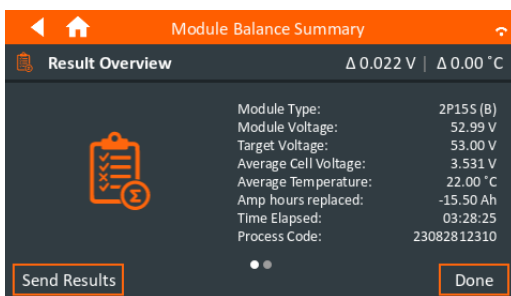 Module Balance Summary
Result Overview Δ 0.022 V | Δ 0.00 °C
Module Type: 2P15S (B)
Module Voltage: 52.99 V
Target Voltage: 53.00 V
Average Cell Voltage: 3.531 V
Average Temperature: 22.00 °C
Amp hours replaced: -15.50 Ah
Time Elapsed: 03:28:25
Process Code: 23082812310
Σ
Send Results Done